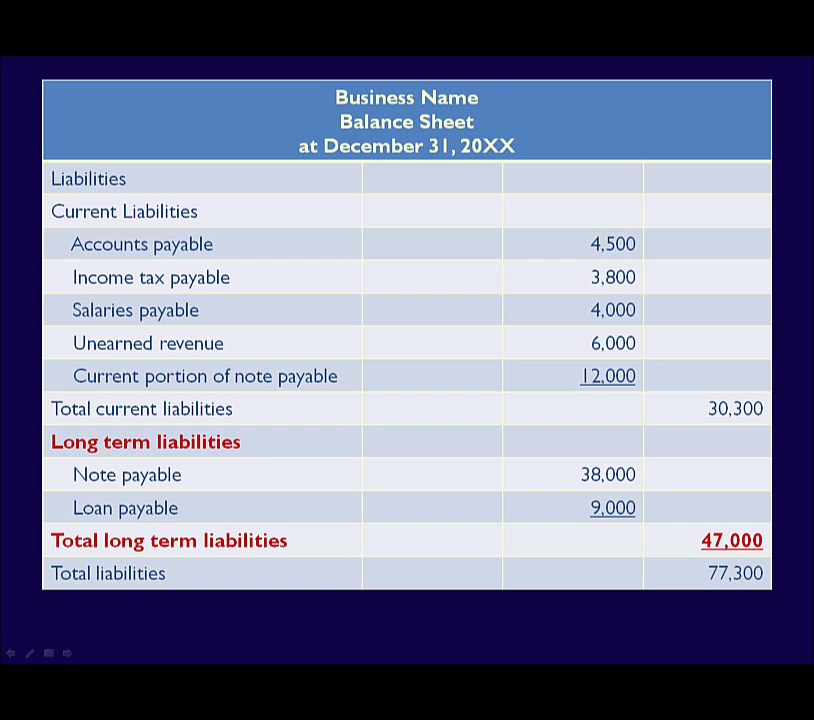 Business Name
Balance Sheet
at December 31, 20XX
Liabilities
Current Liabilities
Accounts payable 4,500
Income tax payable 3,800
Salaries payable 4,000
Unearned revenue 6,000
Current portion of note payable 12,000
Total current liabilities 30,300
Long term liabilities
Note payable 38,000
Loan payable 9,000
Total long term liabilities 47,000
Total liabilities 77,300